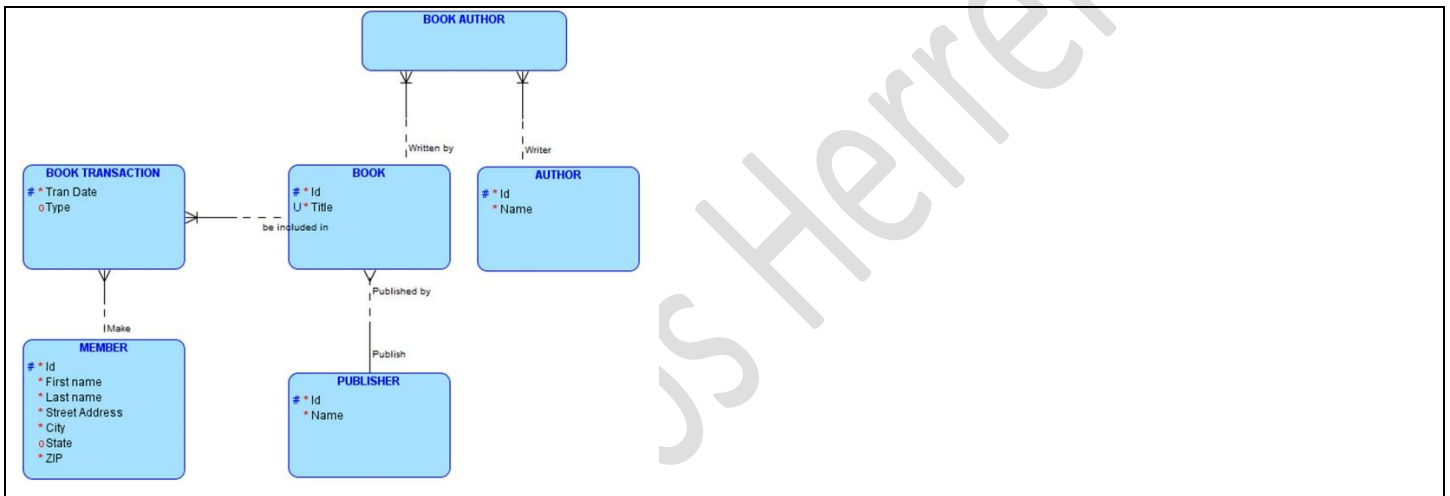 BOOK AUTHOR
Written by
Writer
BOOK TRANSACTION
# * Tran Date
o Type
be included in
BOOK
# * Id
U * Title
AUTHOR
# * Id
* Name
Published by
Make
Publish
MEMBER
# * Id
* First name
* Last name
* Street Address
* City
o State
* ZIP
PUBLISHER
# * Id
* Name